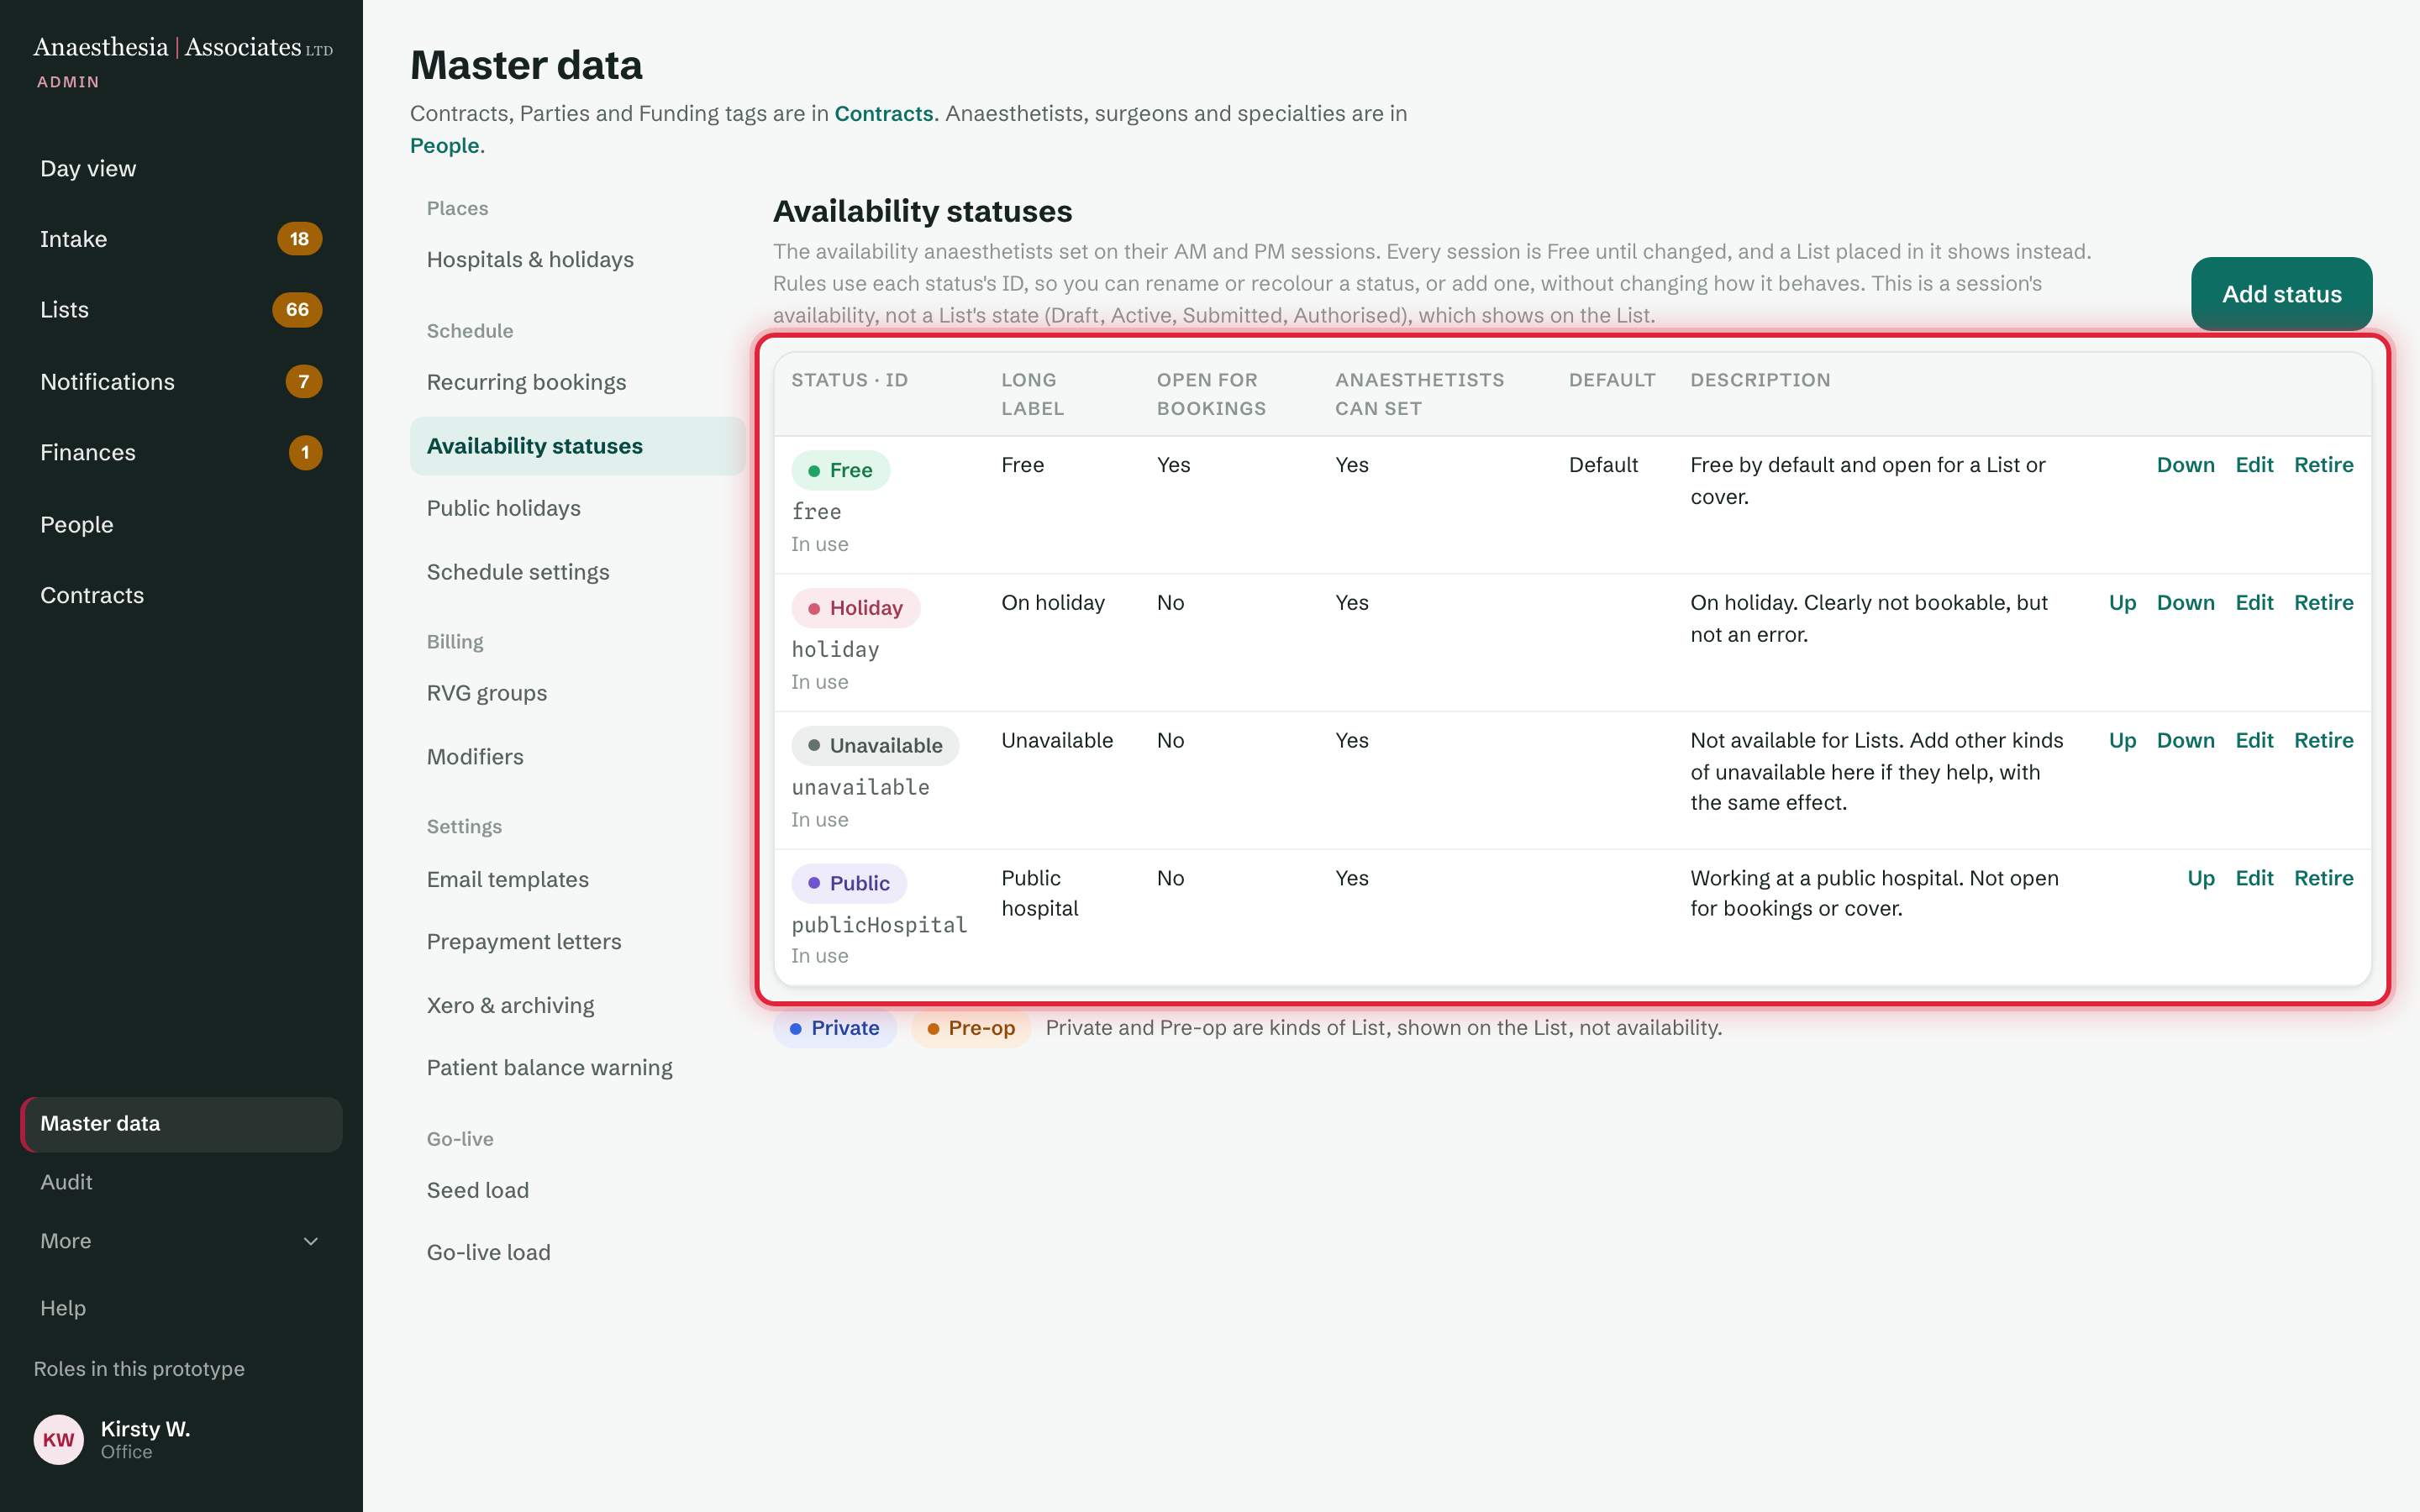 Anaesthesia | Associates LTD
ADMIN
Day view
Intake 18
Lists 66
Notifications 7
Finances 1
People
Contracts
Master data
Audit
More
Help
Roles in this prototype
KW
Kirsty W.
Office
Master data
Contracts, Parties and Funding tags are in Contracts. Anaesthetists, surgeons and specialties are in
People.
Places
Hospitals & holidays
Schedule
Recurring bookings
Availability statuses
Public holidays
Schedule settings
Billing
RVG groups
Modifiers
Settings
Email templates
Prepayment letters
Xero & archiving
Patient balance warning
Go-live
Seed load
Go-live load
Availability statuses
The availability anaesthetists set on their AM and PM sessions. Every session is Free until changed, and a List placed in it shows instead.
Rules use each status's ID, so you can rename or recolour a status, or add one, without changing how it behaves. This is a session's
availability, not a List's state (Draft, Active, Submitted, Authorised), which shows on the List.
Add status
STATUS · ID LONG OPEN FOR ANAESTHETISTS DEFAULT DESCRIPTION
LABEL BOOKINGS CAN SET
Free Free Yes Yes Default Free by default and open for a List or Down Edit Retire
cover.
free
In use
Holiday On holiday No Yes On holiday. Clearly not bookable, but Up Down Edit Retire
not an error.
holiday
In use
Unavailable Unavailable No Yes Not available for Lists. Add other kinds Up Down Edit Retire
of unavailable here if they help, with
unavailable
the same effect.
In use
Public Public No Yes Working at a public hospital. Not open Up Edit Retire
hospital for bookings or cover.
publicHospital
In use
Private Pre-op Private and Pre-op are kinds of List, shown on the List, not availability.